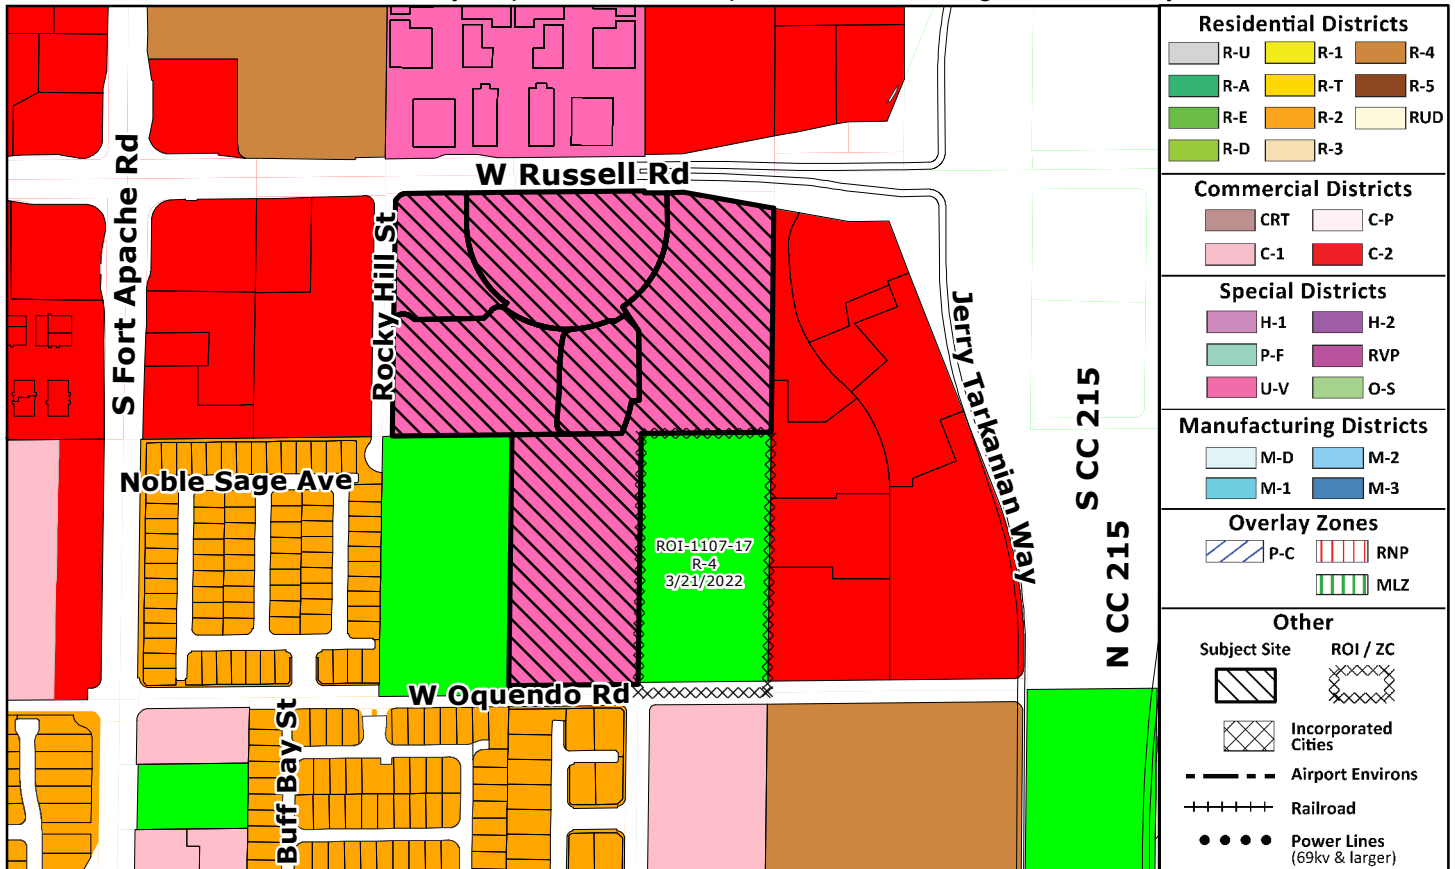 W Russell Rd
S Fort Apache Rd
Rocky Hill St
Jerry Tarkanian Way
S CC 215
N CC 215
Noble Sage Ave
ROI-1107-17
R-4
3/21/2022
W Oquendo Rd
Buff Bay St
Residential Districts
R-U R-1 R-4
R-A R-T R-5
R-E R-2 RUD
R-D R-3
Commercial Districts
CRT C-P
C-1 C-2
Special Districts
H-1 H-2
P-F RVP
U-V O-S
Manufacturing Districts
M-D M-2
M-1 M-3
Overlay Zones
P-C RNP
MLZ
Other
Subject Site ROI / ZC
Incorporated
Cities
Airport Environs
Railroad
Power Lines
(69kv & larger)